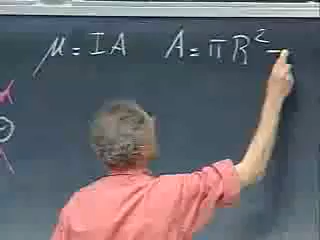 μ = IA A = πR² –